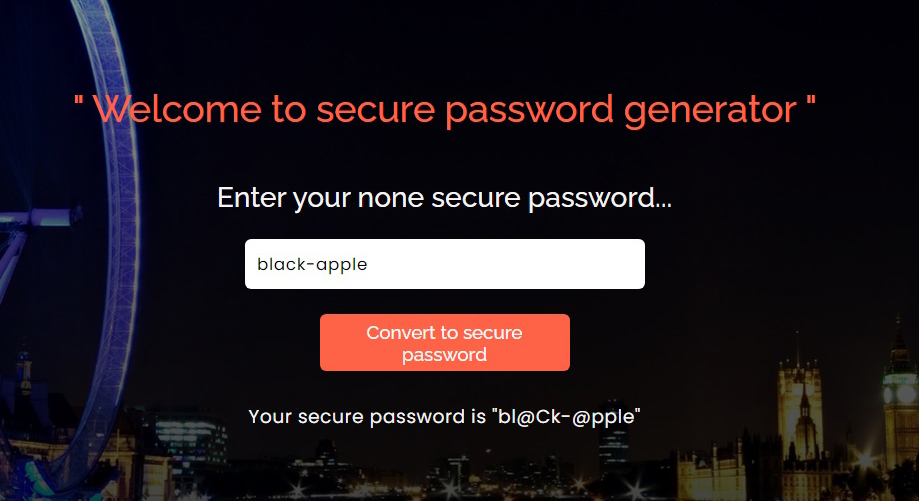 " Welcome to secure password generator "
Enter your none secure password...
black-apple
Convert to secure
password
Your secure password is "bl@Ck-@pple"